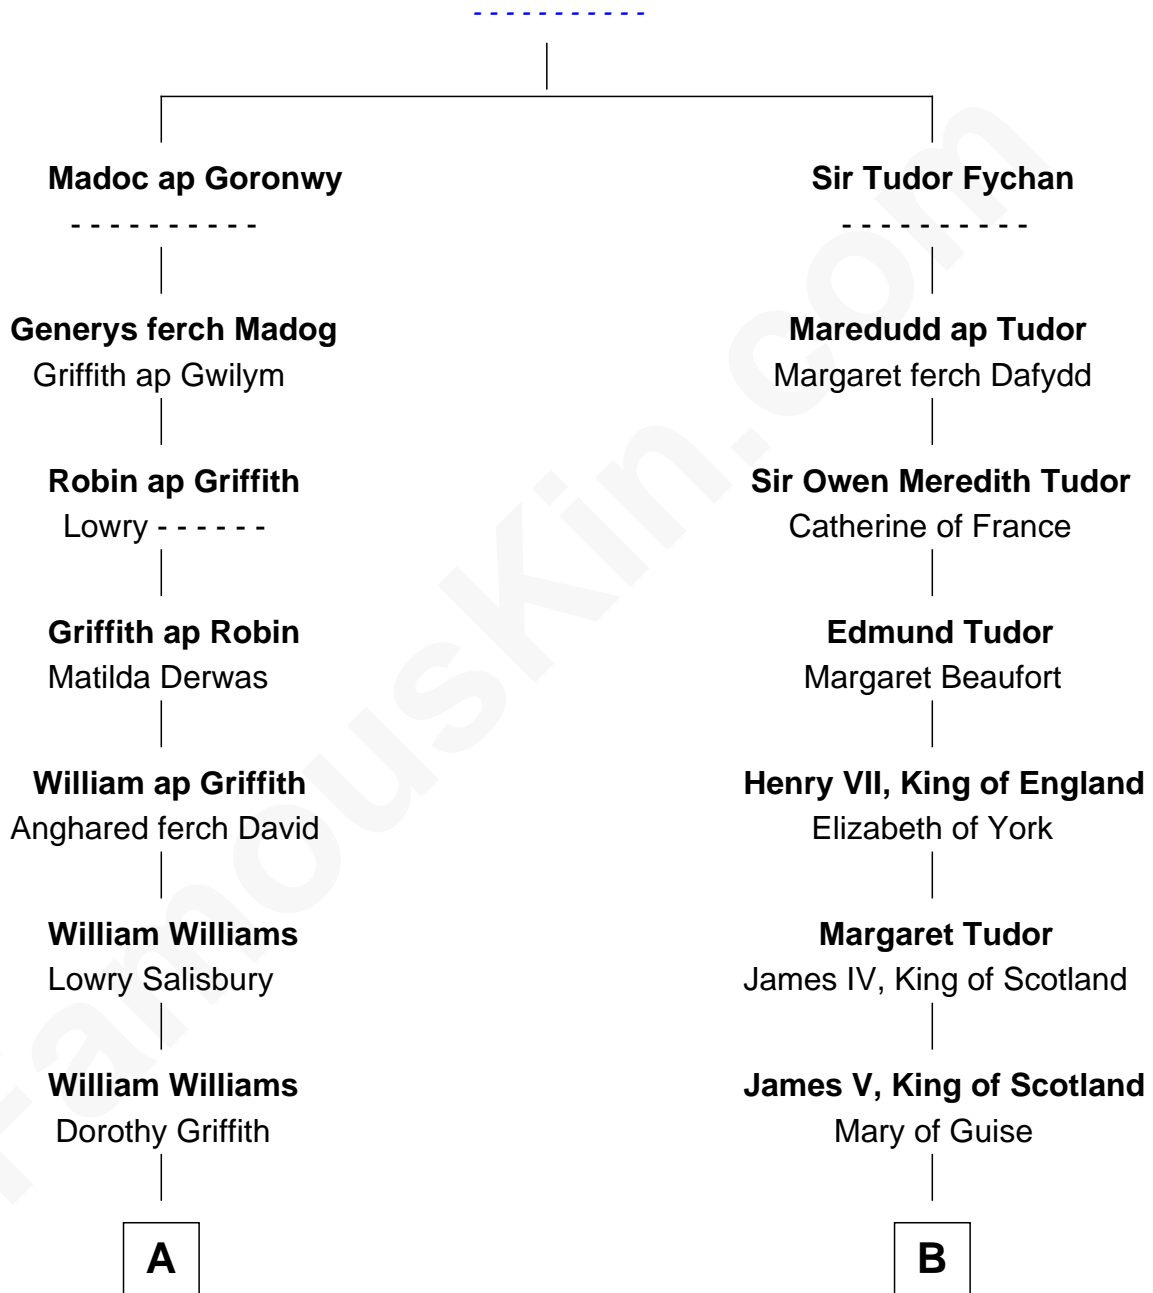 - - - - - - - - - - -
Madoc ap Goronwy
- - - - - - - - - -
Generys ferch Madog
Griffith ap Gwilym
Robin ap Griffith
Lowry - - - - - -
Griffith ap Robin
Matilda Derwas
William ap Griffith
Anghared ferch David
William Williams
Lowry Salisbury
William Williams
Dorothy Griffith
A
Sir Tudor Fychan
- - - - - - - - - -
Maredudd ap Tudor
Margaret ferch Dafydd
Sir Owen Meredith Tudor
Catherine of France
Edmund Tudor
Margaret Beaufort
Henry VII, King of England
Elizabeth of York
Margaret Tudor
James IV, King of Scotland
James V, King of Scotland
Mary of Guise
B
FamousKin.com